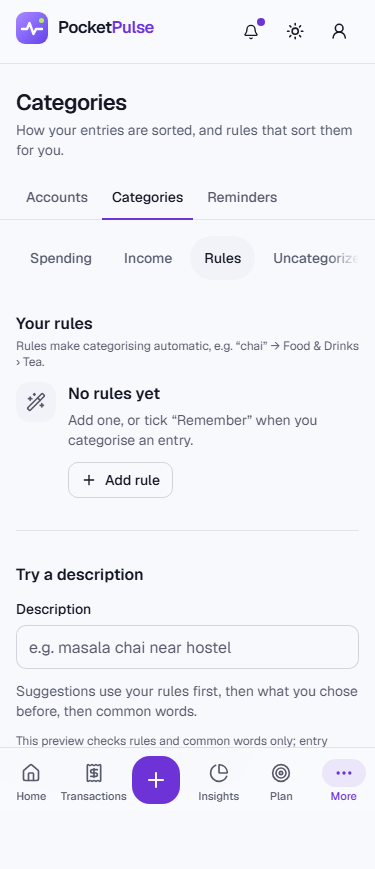 PocketPulse
Categories
How your entries are sorted, and rules that sort them
for you.
Accounts Categories Reminders
Spending Income Rules Uncategorize
Your rules
Rules make categorising automatic, e.g. “chai” → Food & Drinks
› Tea.
No rules yet
Add one, or tick “Remember” when you
categorise an entry.
Add rule
Try a description
Description
e.g. masala chai near hostel
Suggestions use your rules first, then what you chose
before, then common words.
This preview checks rules and common words only; entry
Home Transactions Insights Plan More